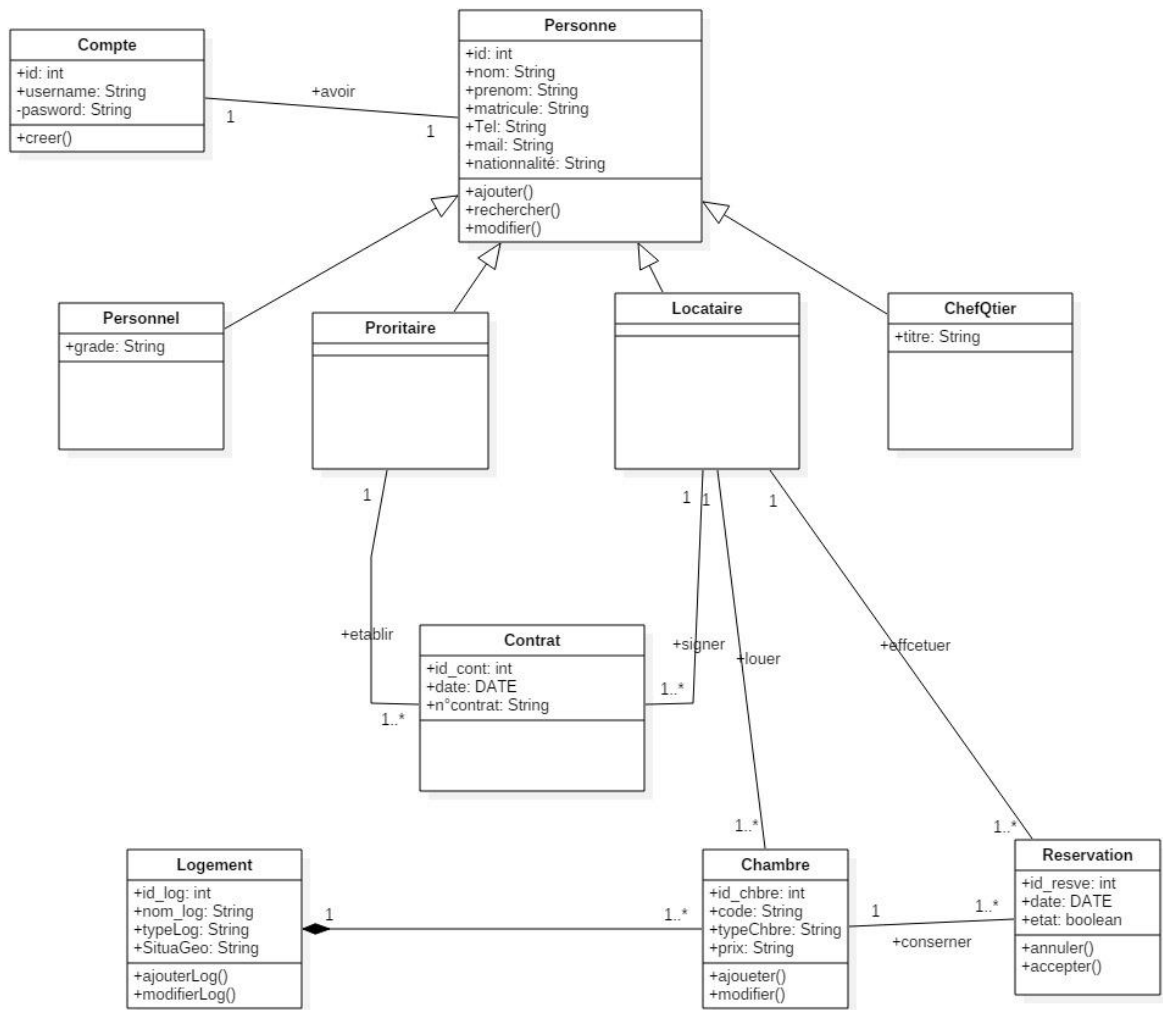 Compte
+id: int
+username: String
-pasword: String
+creer()
+avoir
1
1
Personne
+id: int
+nom: String
+prenom: String
+matricule: String
+Tel: String
+mail: String
+nationnalité: String
+ajouter()
+rechercher()
+modifier()
Personnel
+grade: String
Proritaire
Locataire
ChefQtier
+titre: String
1
1
1
1
+etablir
+signer
+louer
+effcetuer
Contrat
+id_cont: int
+date: DATE
+n°contrat: String
1..*
1..*
1..*
1..*
Logement
+id_log: int
+nom_log: String
+typeLog: String
+SituaGeo: String
+ajouterLog()
+modifierLog()
1
1..*
Chambre
+id_chbre: int
+code: String
+typeChbre: String
+prix: String
+ajoueter()
+modifier()
1
1..*
+conserner
Reservation
+id_resve: int
+date: DATE
+etat: boolean
+annuler()
+accepter()